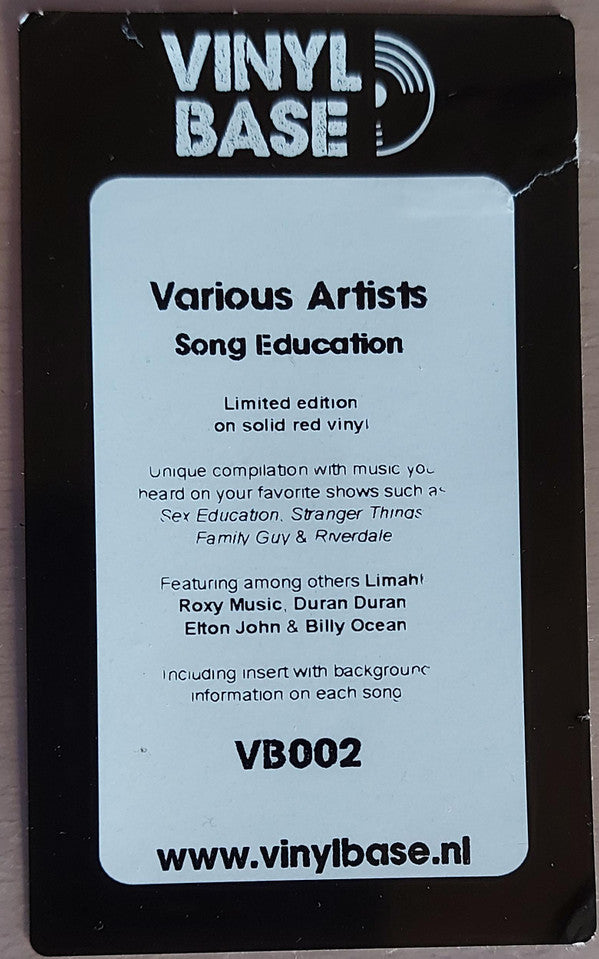 VINYL
BASE
Various Artists
Song Education
Limited edition
on solid red vinyl
Unique compilation with music you
heard on your favorite shows such as
Sex Education, Stranger Things
Family Guy & Riverdale
Featuring among others Limahl
Roxy Music, Duran Duran
Elton John & Billy Ocean
Including insert with background
information on each song
VB002
www.vinylbase.nl